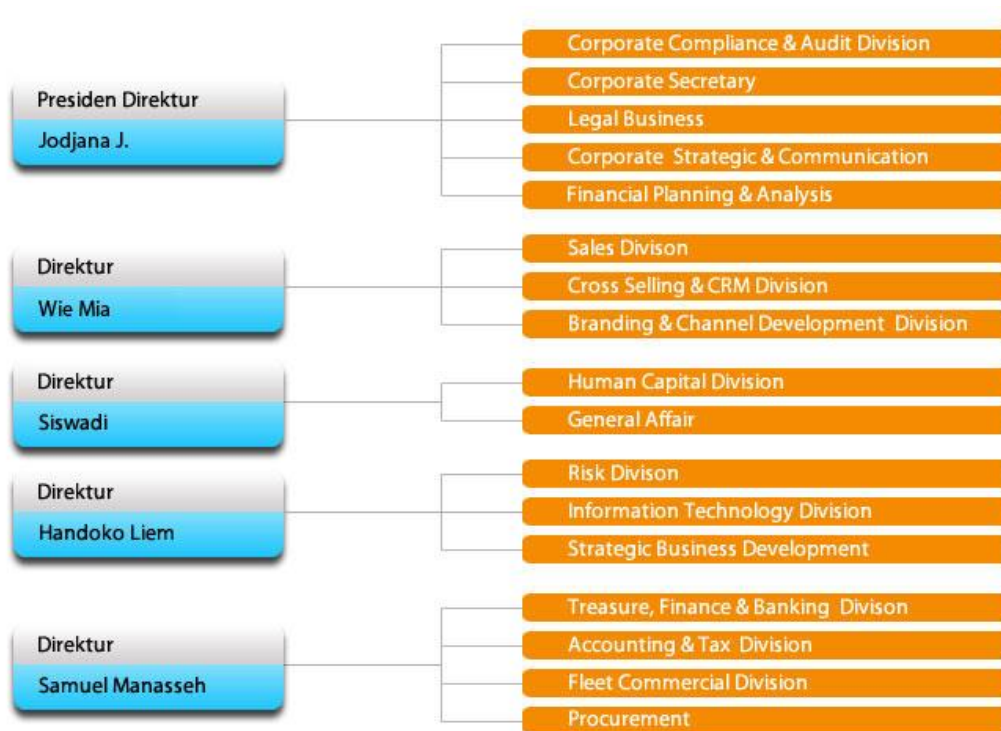 Presiden Direktur
Jodjana J.
Corporate Compliance & Audit Division
Corporate Secretary
Legal Business
Corporate Strategic & Communication
Financial Planning & Analysis
Direktur
Wie Mia
Sales Divison
Cross Selling & CRM Division
Branding & Channel Development Division
Direktur
Siswadi
Human Capital Division
General Affair
Direktur
Handoko Liem
Risk Divison
Information Technology Division
Strategic Business Development
Direktur
Samuel Manasseh
Treasure, Finance & Banking Divison
Accounting & Tax Division
Fleet Commercial Division
Procurement